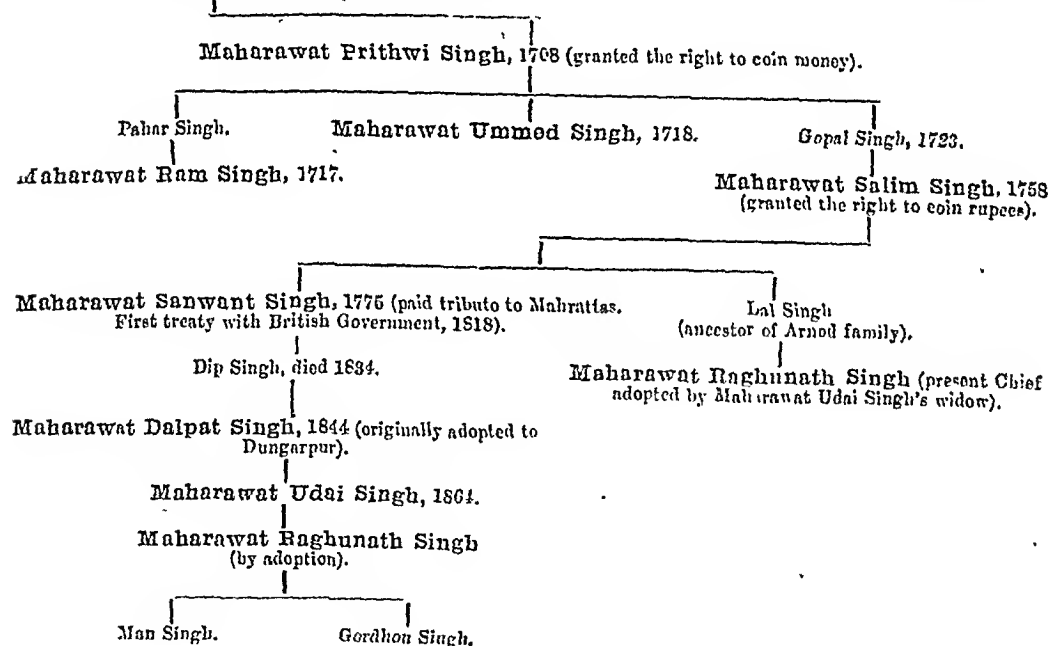 Maharawat Prithwi Singh, 1708 (granted the right to coin money).
Pahar Singh.
Maharawat Ummed Singh, 1718.
Gopal Singh, 1723.
Maharawat Ram Singh, 1717.
Maharawat Salim Singh, 1758
(granted the right to coin rupees).
Maharawat Sanwant Singh, 1775 (paid tribute to Mahrattas.
First treaty with British Government, 1818).
Lal Singh
(ancestor of Arnod family).
Dip Singh, died 1834.
Maharawat Raghunath Singh (present Chief
adopted by Maharawat Udai Singh's widow).
Maharawat Dalpat Singh, 1844 (originally adopted to
Dungarpur).
Maharawat Udai Singh, 1864.
Maharawat Raghunath Singh
(by adoption).
Man Singh.
Gordhon Singh.